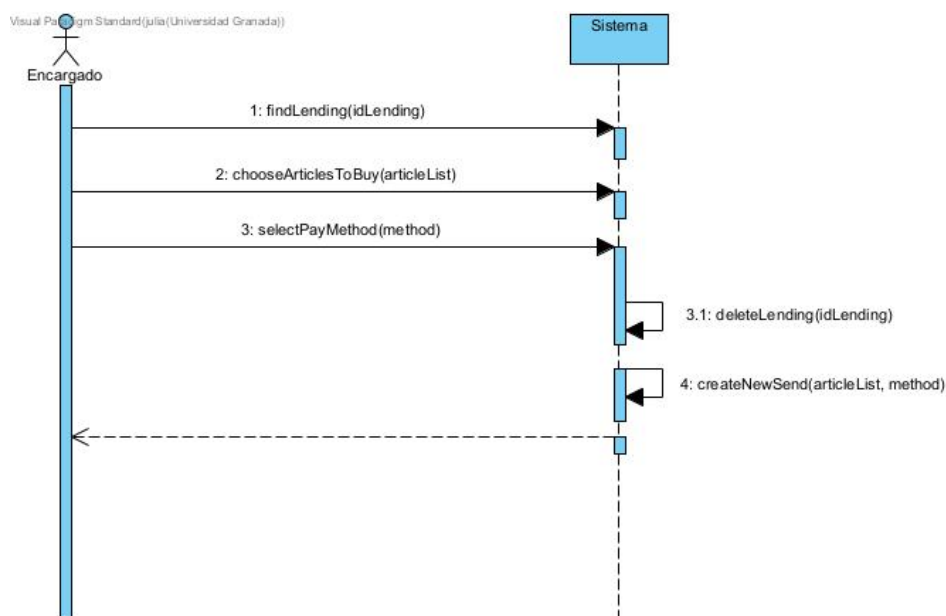 Visual Paradigm Standard(julia(Universidad Granada))
Sistema
Encargado
1: findLending(idLending)
2: chooseArticlesToBuy(articleList)
3: selectPayMethod(method)
3.1: deleteLending(idLending)
4: createNewSend(articleList, method)